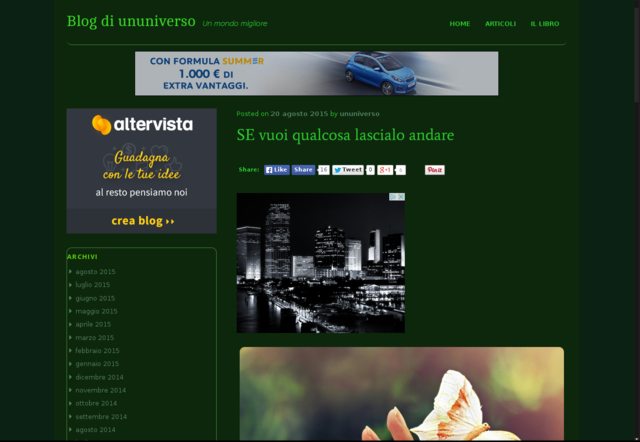 Blog di ununiverso Un mondo migliore
HOME ARTICOLI IL LIBRO
CON FORMULA SUMMER
1.000 € DI
EXTRA VANTAGGI.
altervista
Guadagna
con le tue idee
al resto pensiamo noi
crea blog
ARCHIVI
agosto 2015
luglio 2015
giugno 2015
maggio 2015
aprile 2015
marzo 2015
febbraio 2015
gennaio 2015
dicembre 2014
novembre 2014
ottobre 2014
settembre 2014
agosto 2014
Posted on 20 agosto 2015 by ununiverso
SE vuoi qualcosa lascialo andare
Share: Like Share 16 Tweet 0 +1 Pin it